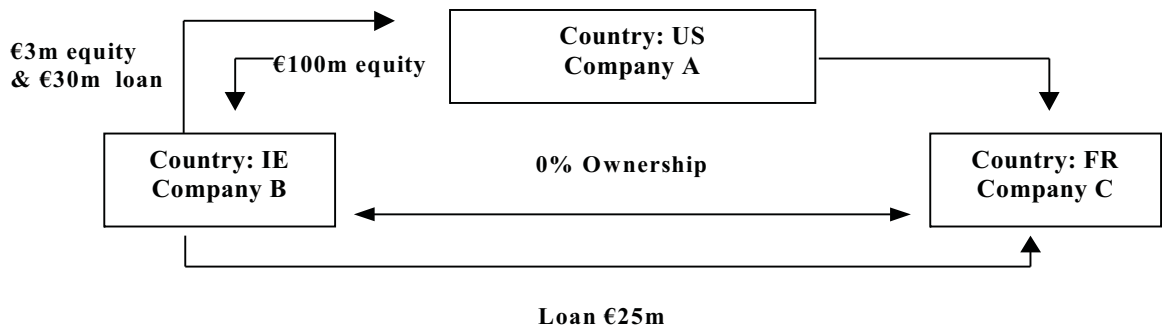 Country: US
Company A
€3m equity
& €30m loan
€100m equity
Country: IE
Company B
0% Ownership
Country: FR
Company C
Loan €25m